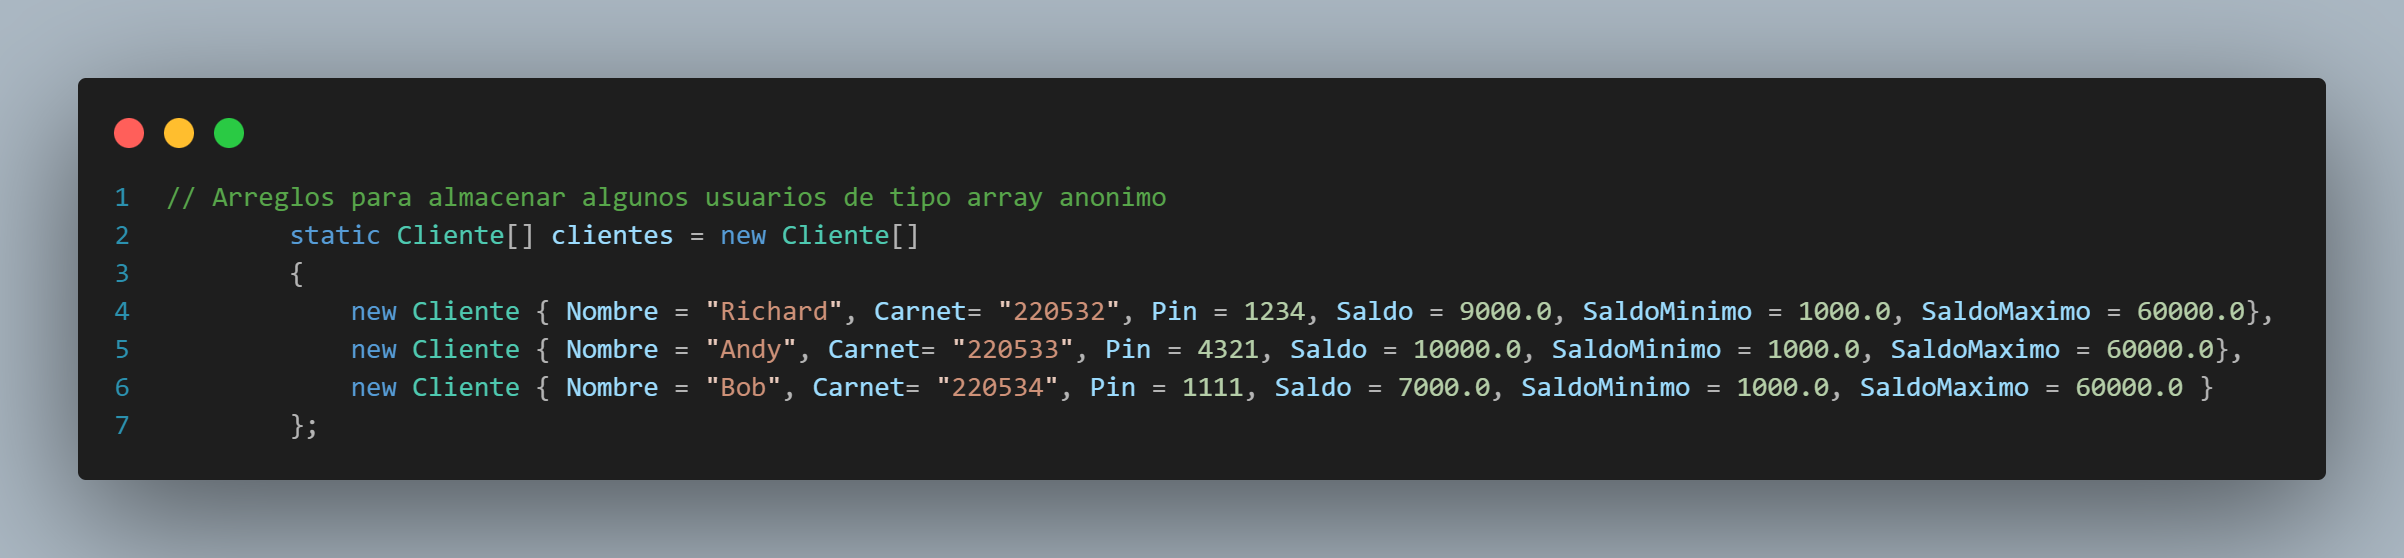 1 // Arreglos para almacenar algunos usuarios de tipo array anonimo
2 static Cliente[] clientes = new Cliente[]
3 {
4 new Cliente { Nombre = "Richard", Carnet= "220532", Pin = 1234, Saldo = 9000.0, SaldoMinimo = 1000.0, SaldoMaximo = 60000.0},
5 new Cliente { Nombre = "Andy", Carnet= "220533", Pin = 4321, Saldo = 10000.0, SaldoMinimo = 1000.0, SaldoMaximo = 60000.0},
6 new Cliente { Nombre = "Bob", Carnet= "220534", Pin = 1111, Saldo = 7000.0, SaldoMinimo = 1000.0, SaldoMaximo = 60000.0 }
7 };